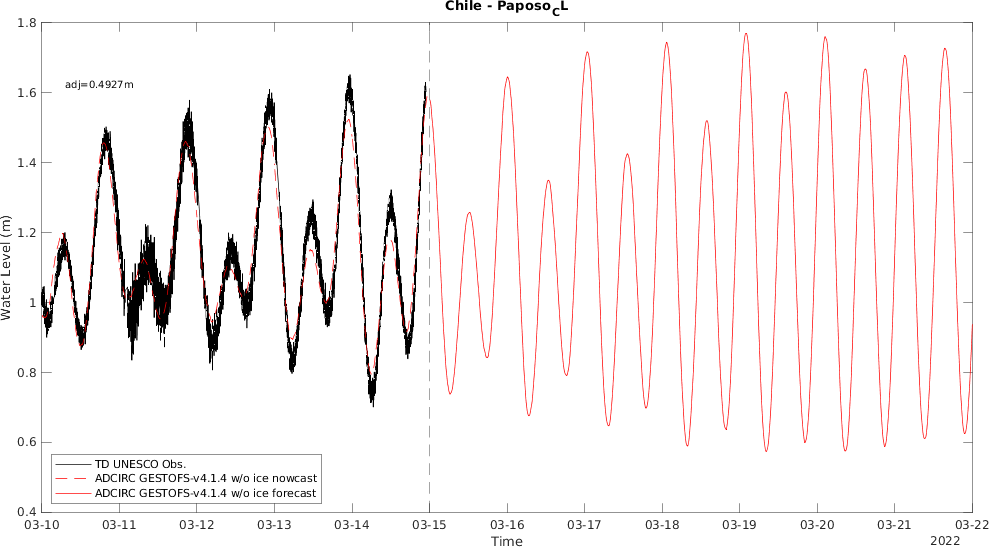 Chile - Paposo_CL
1.8
1.6
1.4
1.2
1
0.8
0.6
0.4
Water Level (m)
adj=0.4927m
TD UNESCO Obs.
ADCIRC GESTOFS-v4.1.4 w/o ice nowcast
ADCIRC GESTOFS-v4.1.4 w/o ice forecast
03-10 03-11 03-12 03-13 03-14 03-15 03-16 03-17 03-18 03-19 03-20 03-21 03-22
Time
2022